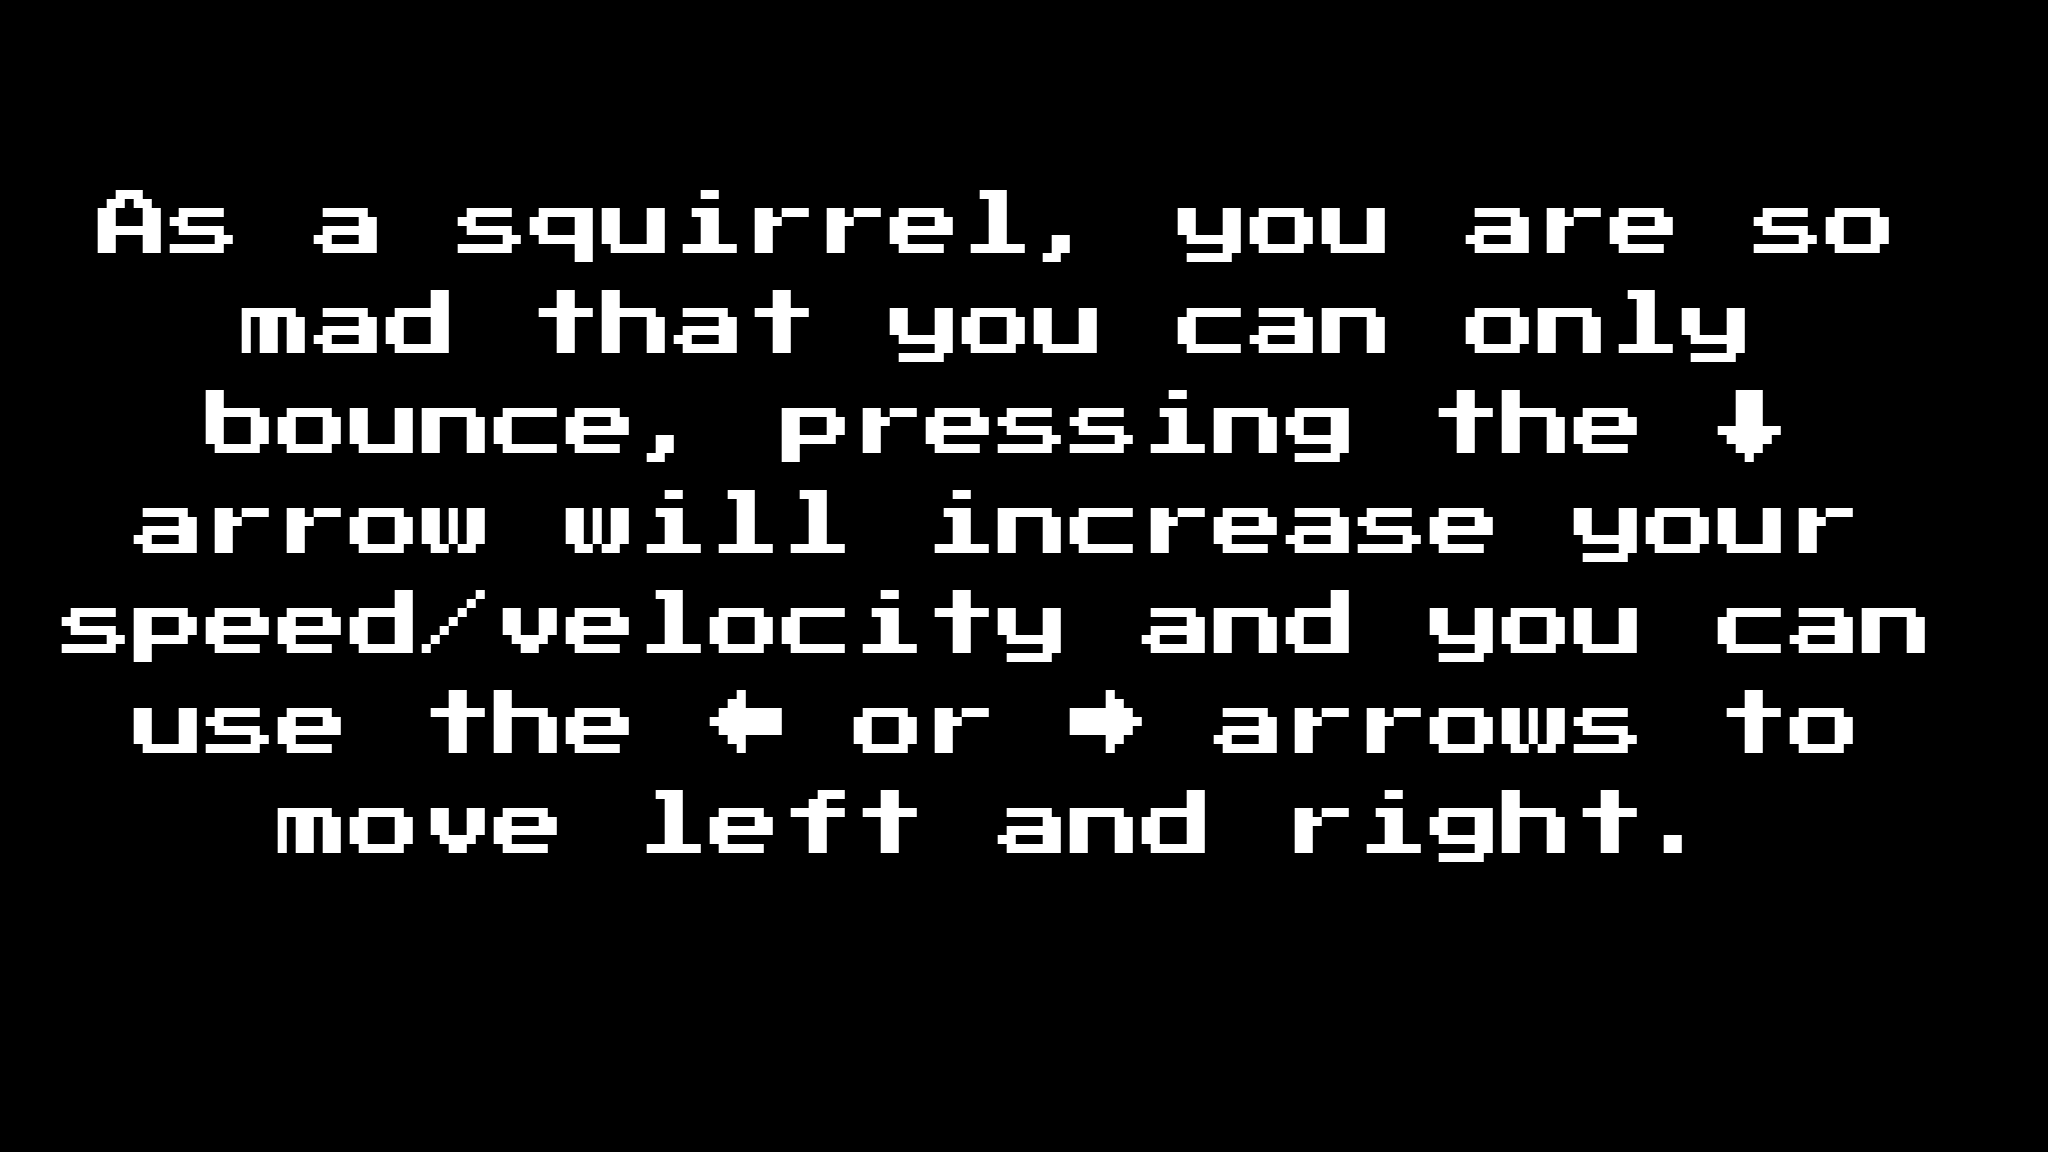 As a squirrel, you are so
mad that you can only
bounce, pressing the 🡇
arrow will increase your
speed/velocity and you can
use the 🡄 or 🡆 arrows to
move left and right.